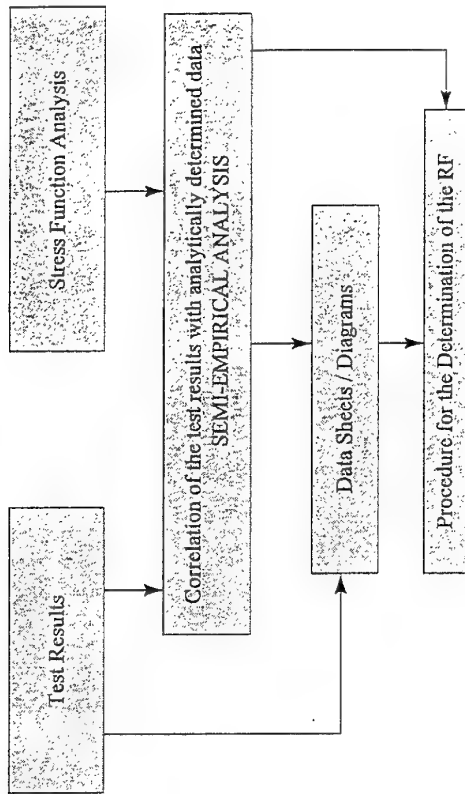 Test Results
Stress Function Analysis
Correlation of the test results with analytically determined data
SEMI-EMPIRICAL ANALYSIS
Data Sheets / Diagrams
Procedure for the Determination of the RF